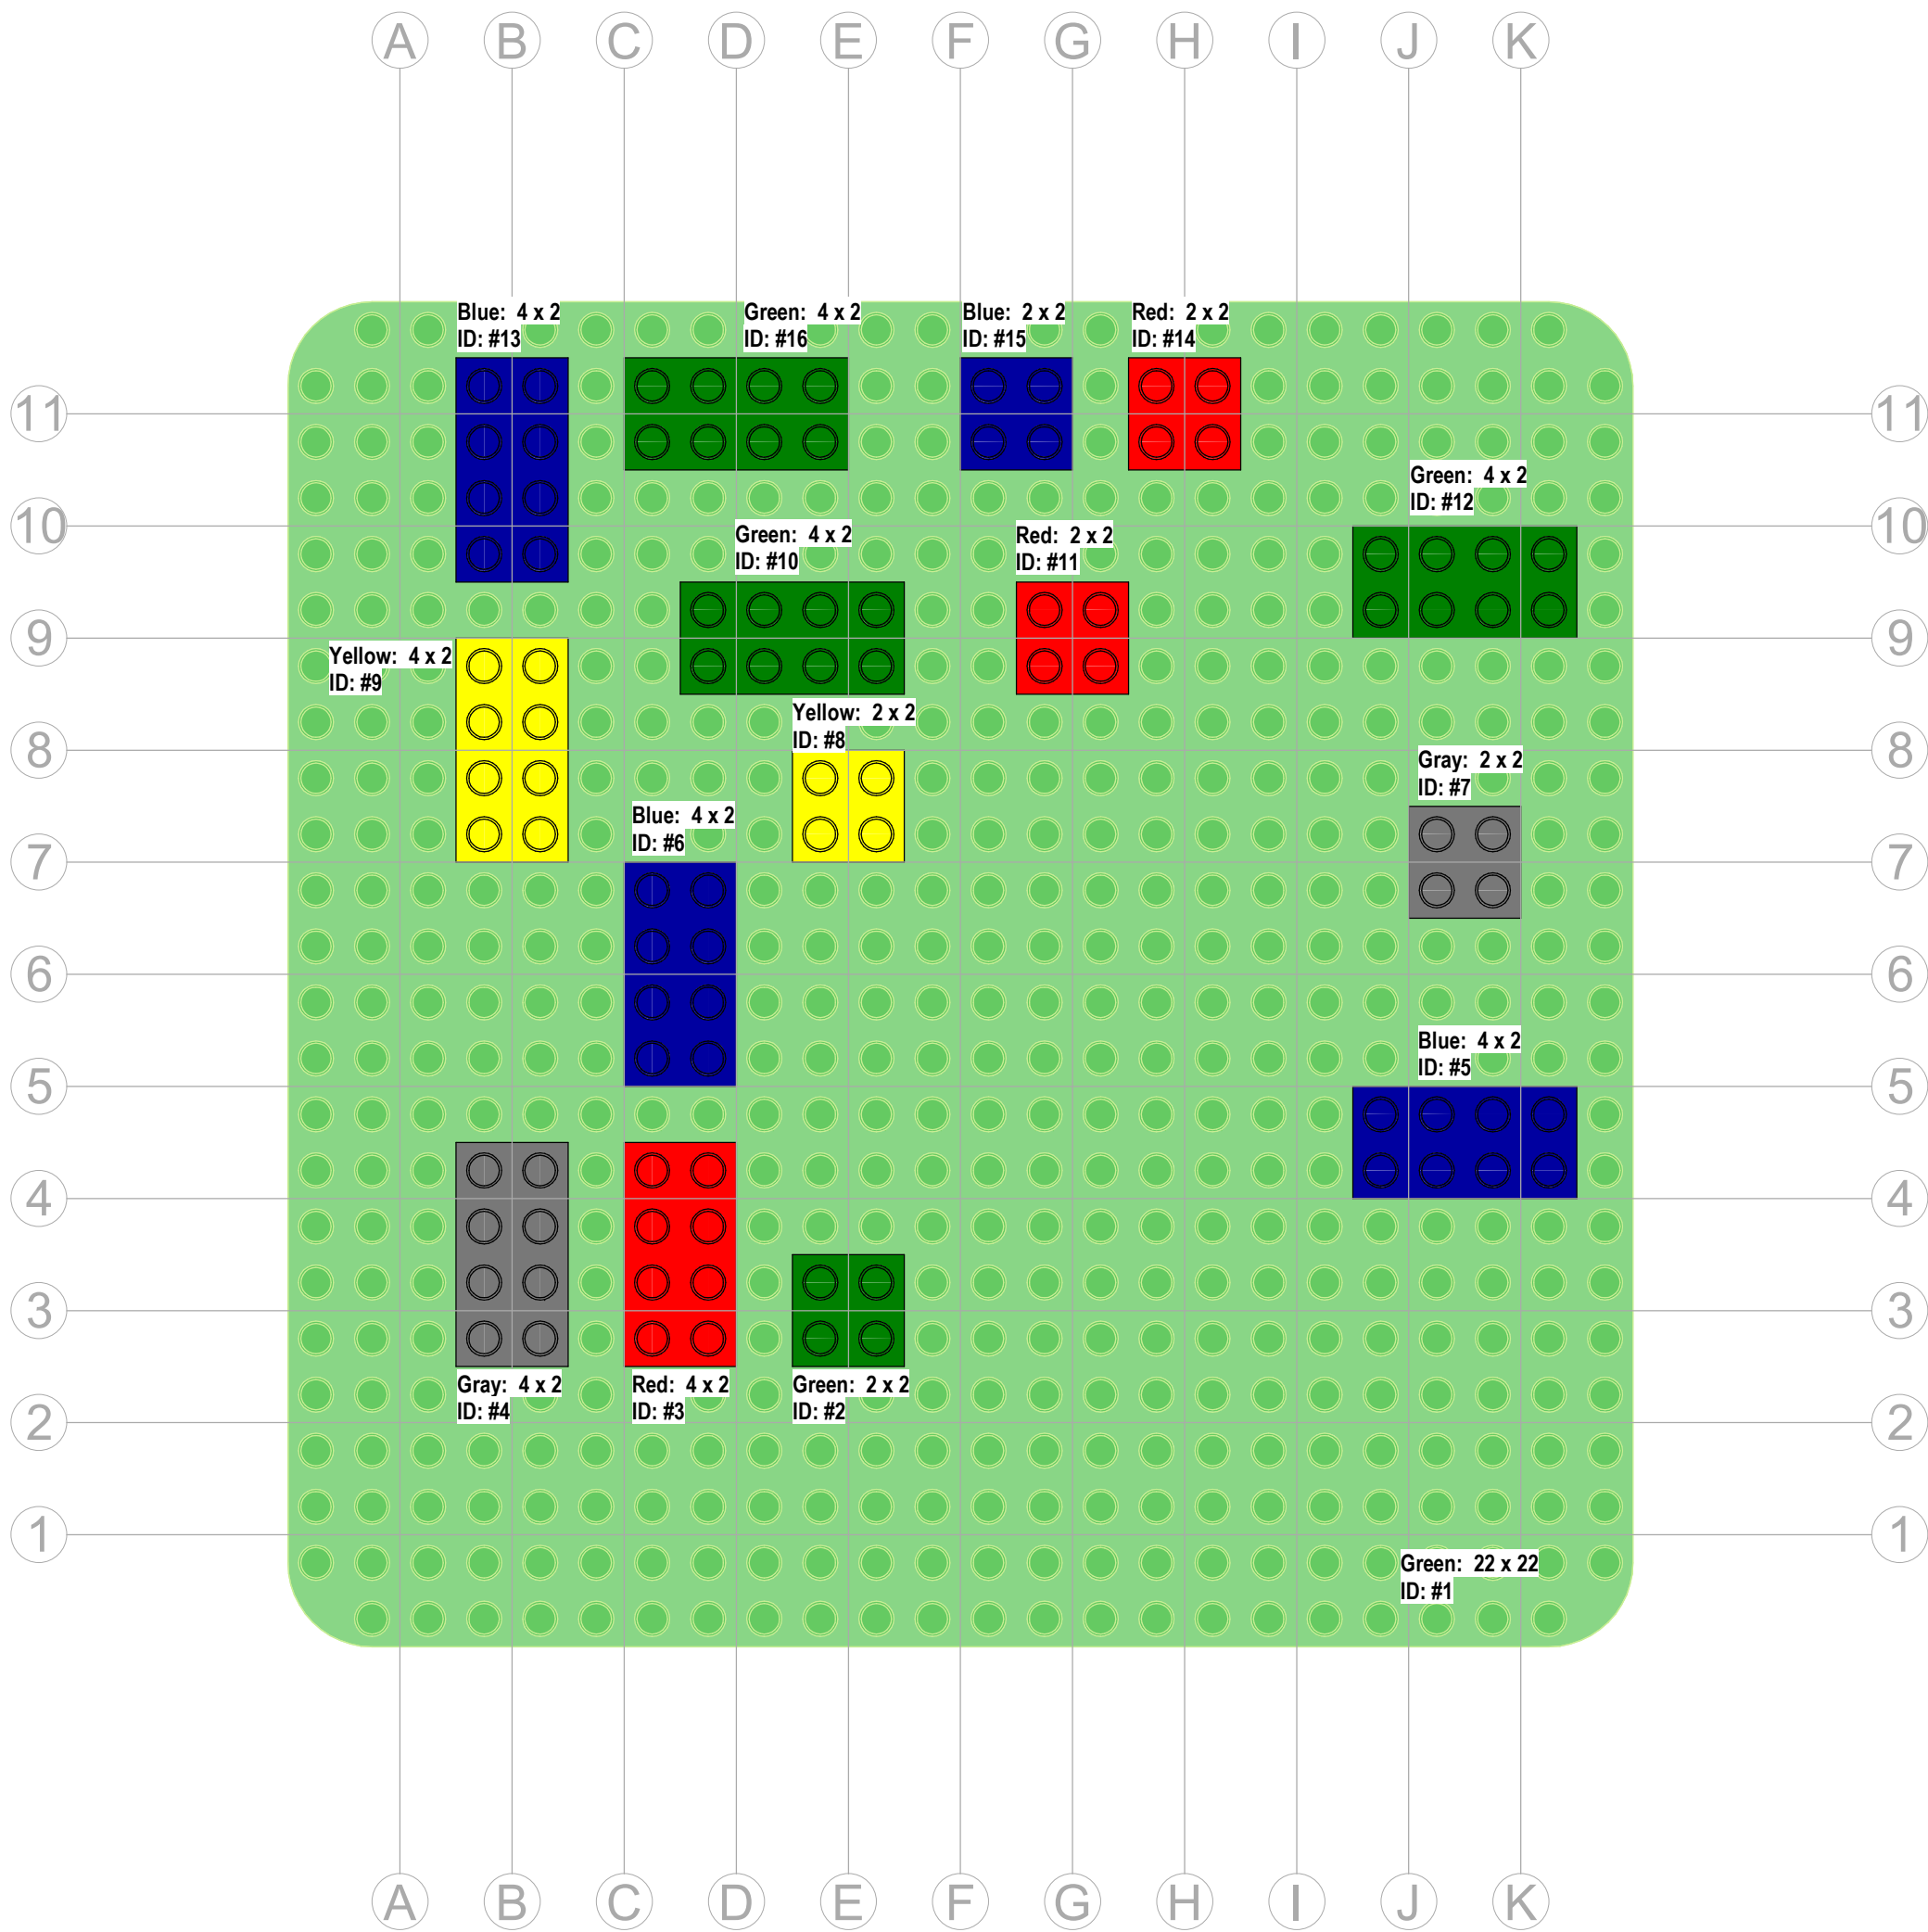 A B C D E F G H I J K
Blue: 4 x 2
ID: #13
Green: 4 x 2
ID: #16
Blue: 2 x 2
ID: #15
Red: 2 x 2
ID: #14
11 11
Green: 4 x 2
ID: #12
10 10
Green: 4 x 2
ID: #10
Red: 2 x 2
ID: #11
9 9
Yellow: 4 x 2
ID: #9
Yellow: 2 x 2
ID: #8
8 8
Gray: 2 x 2
ID: #7
Blue: 4 x 2
ID: #6
7 7
6 6
Blue: 4 x 2
ID: #5
5 5
4 4
3 3
Gray: 4 x 2
ID: #4
Red: 4 x 2
ID: #3
Green: 2 x 2
ID: #2
2 2
1 1
Green: 22 x 22
ID: #1
A B C D E F G H I J K